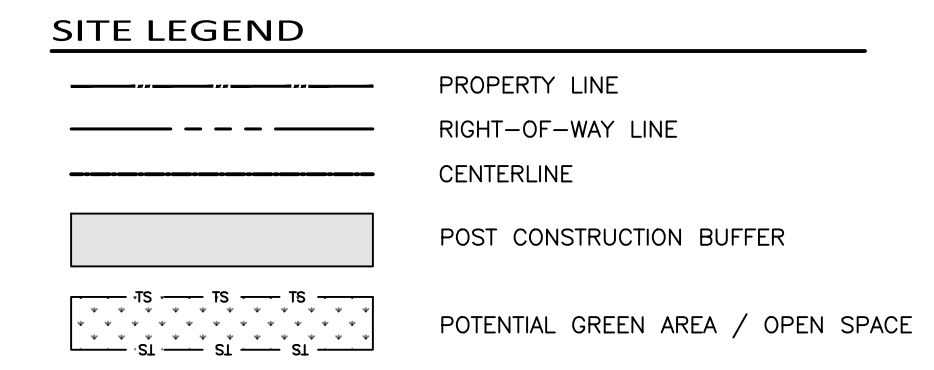 SITE LEGEND
PROPERTY LINE
RIGHT-OF-WAY LINE
CENTERLINE
POST CONSTRUCTION BUFFER
TS TS TS
POTENTIAL GREEN AREA / OPEN SPACE
TS TS TS